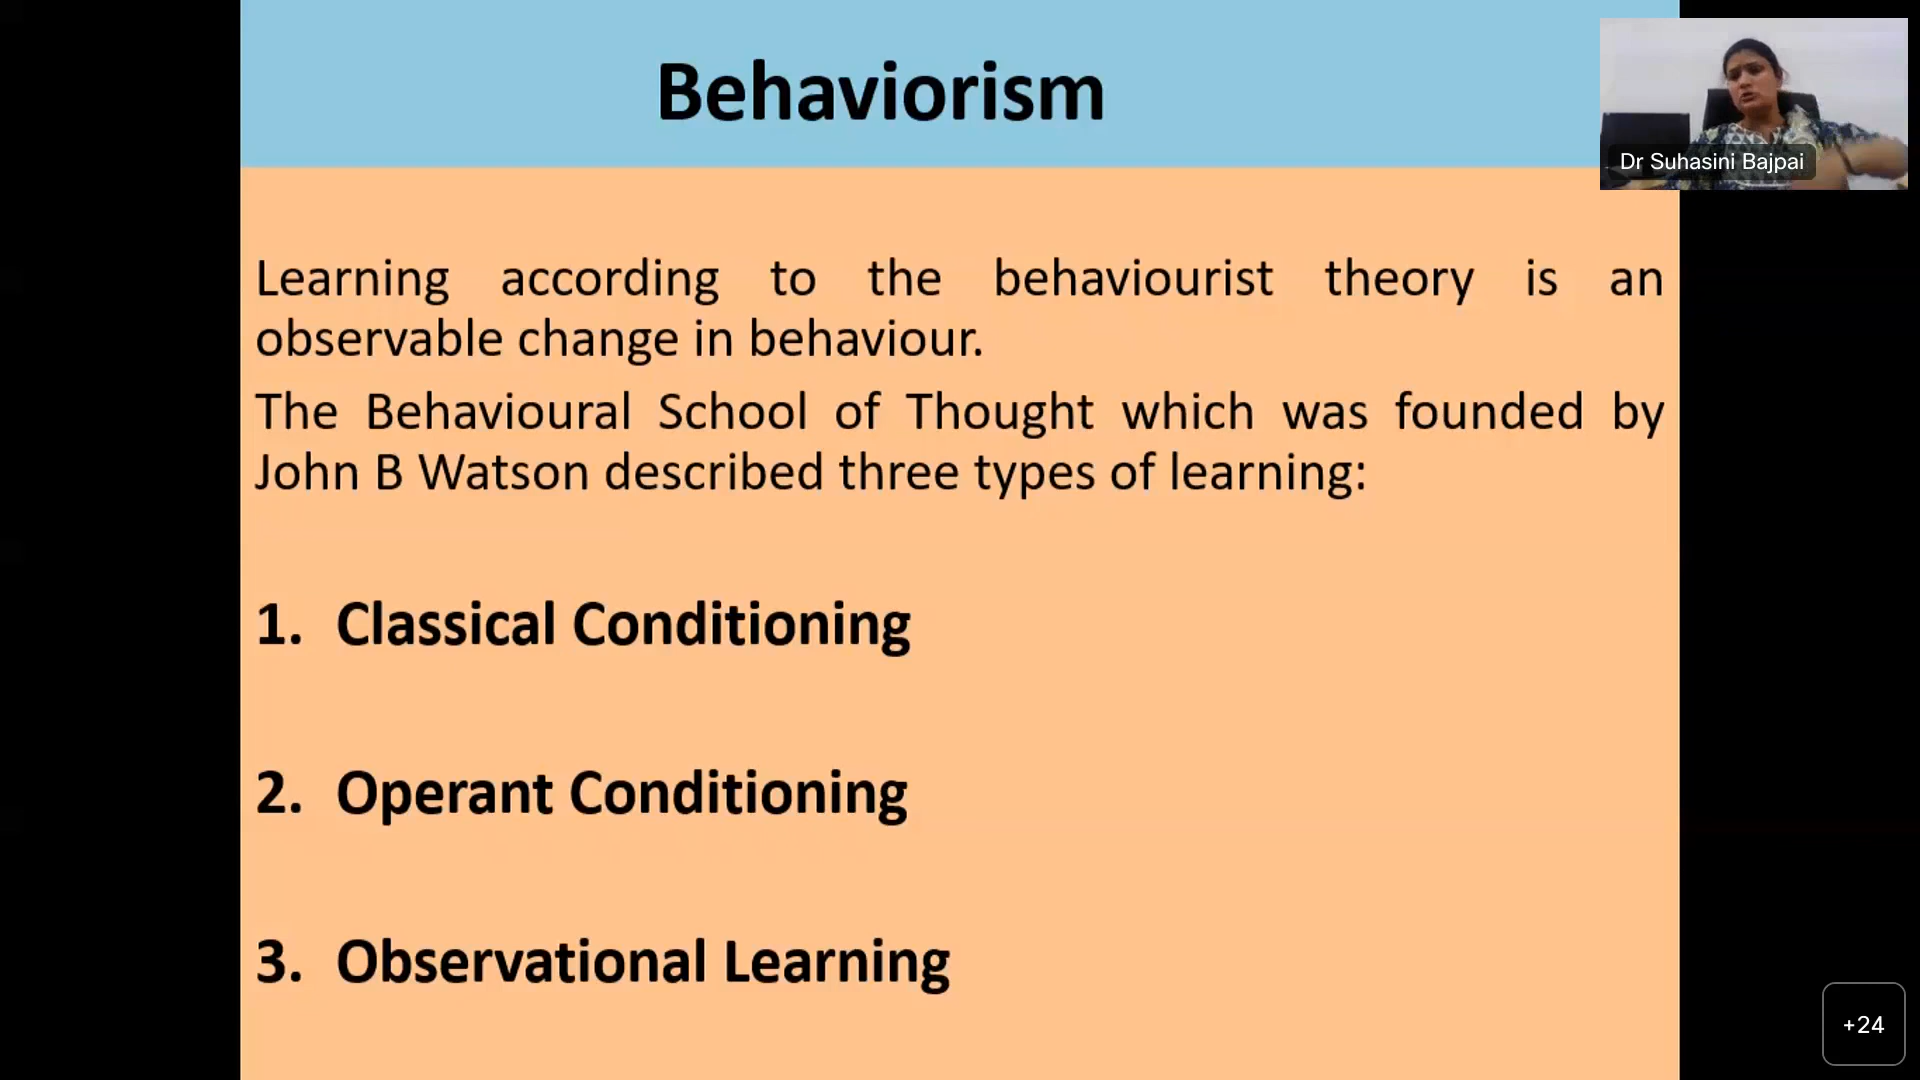 Behaviorism
Dr Suhasini Bajpai
Learning according to the behaviourist theory is an
observable change in behaviour.
The Behavioural School of Thought which was founded by
John B Watson described three types of learning:
1. Classical Conditioning
2. Operant Conditioning
3. Observational Learning
+24